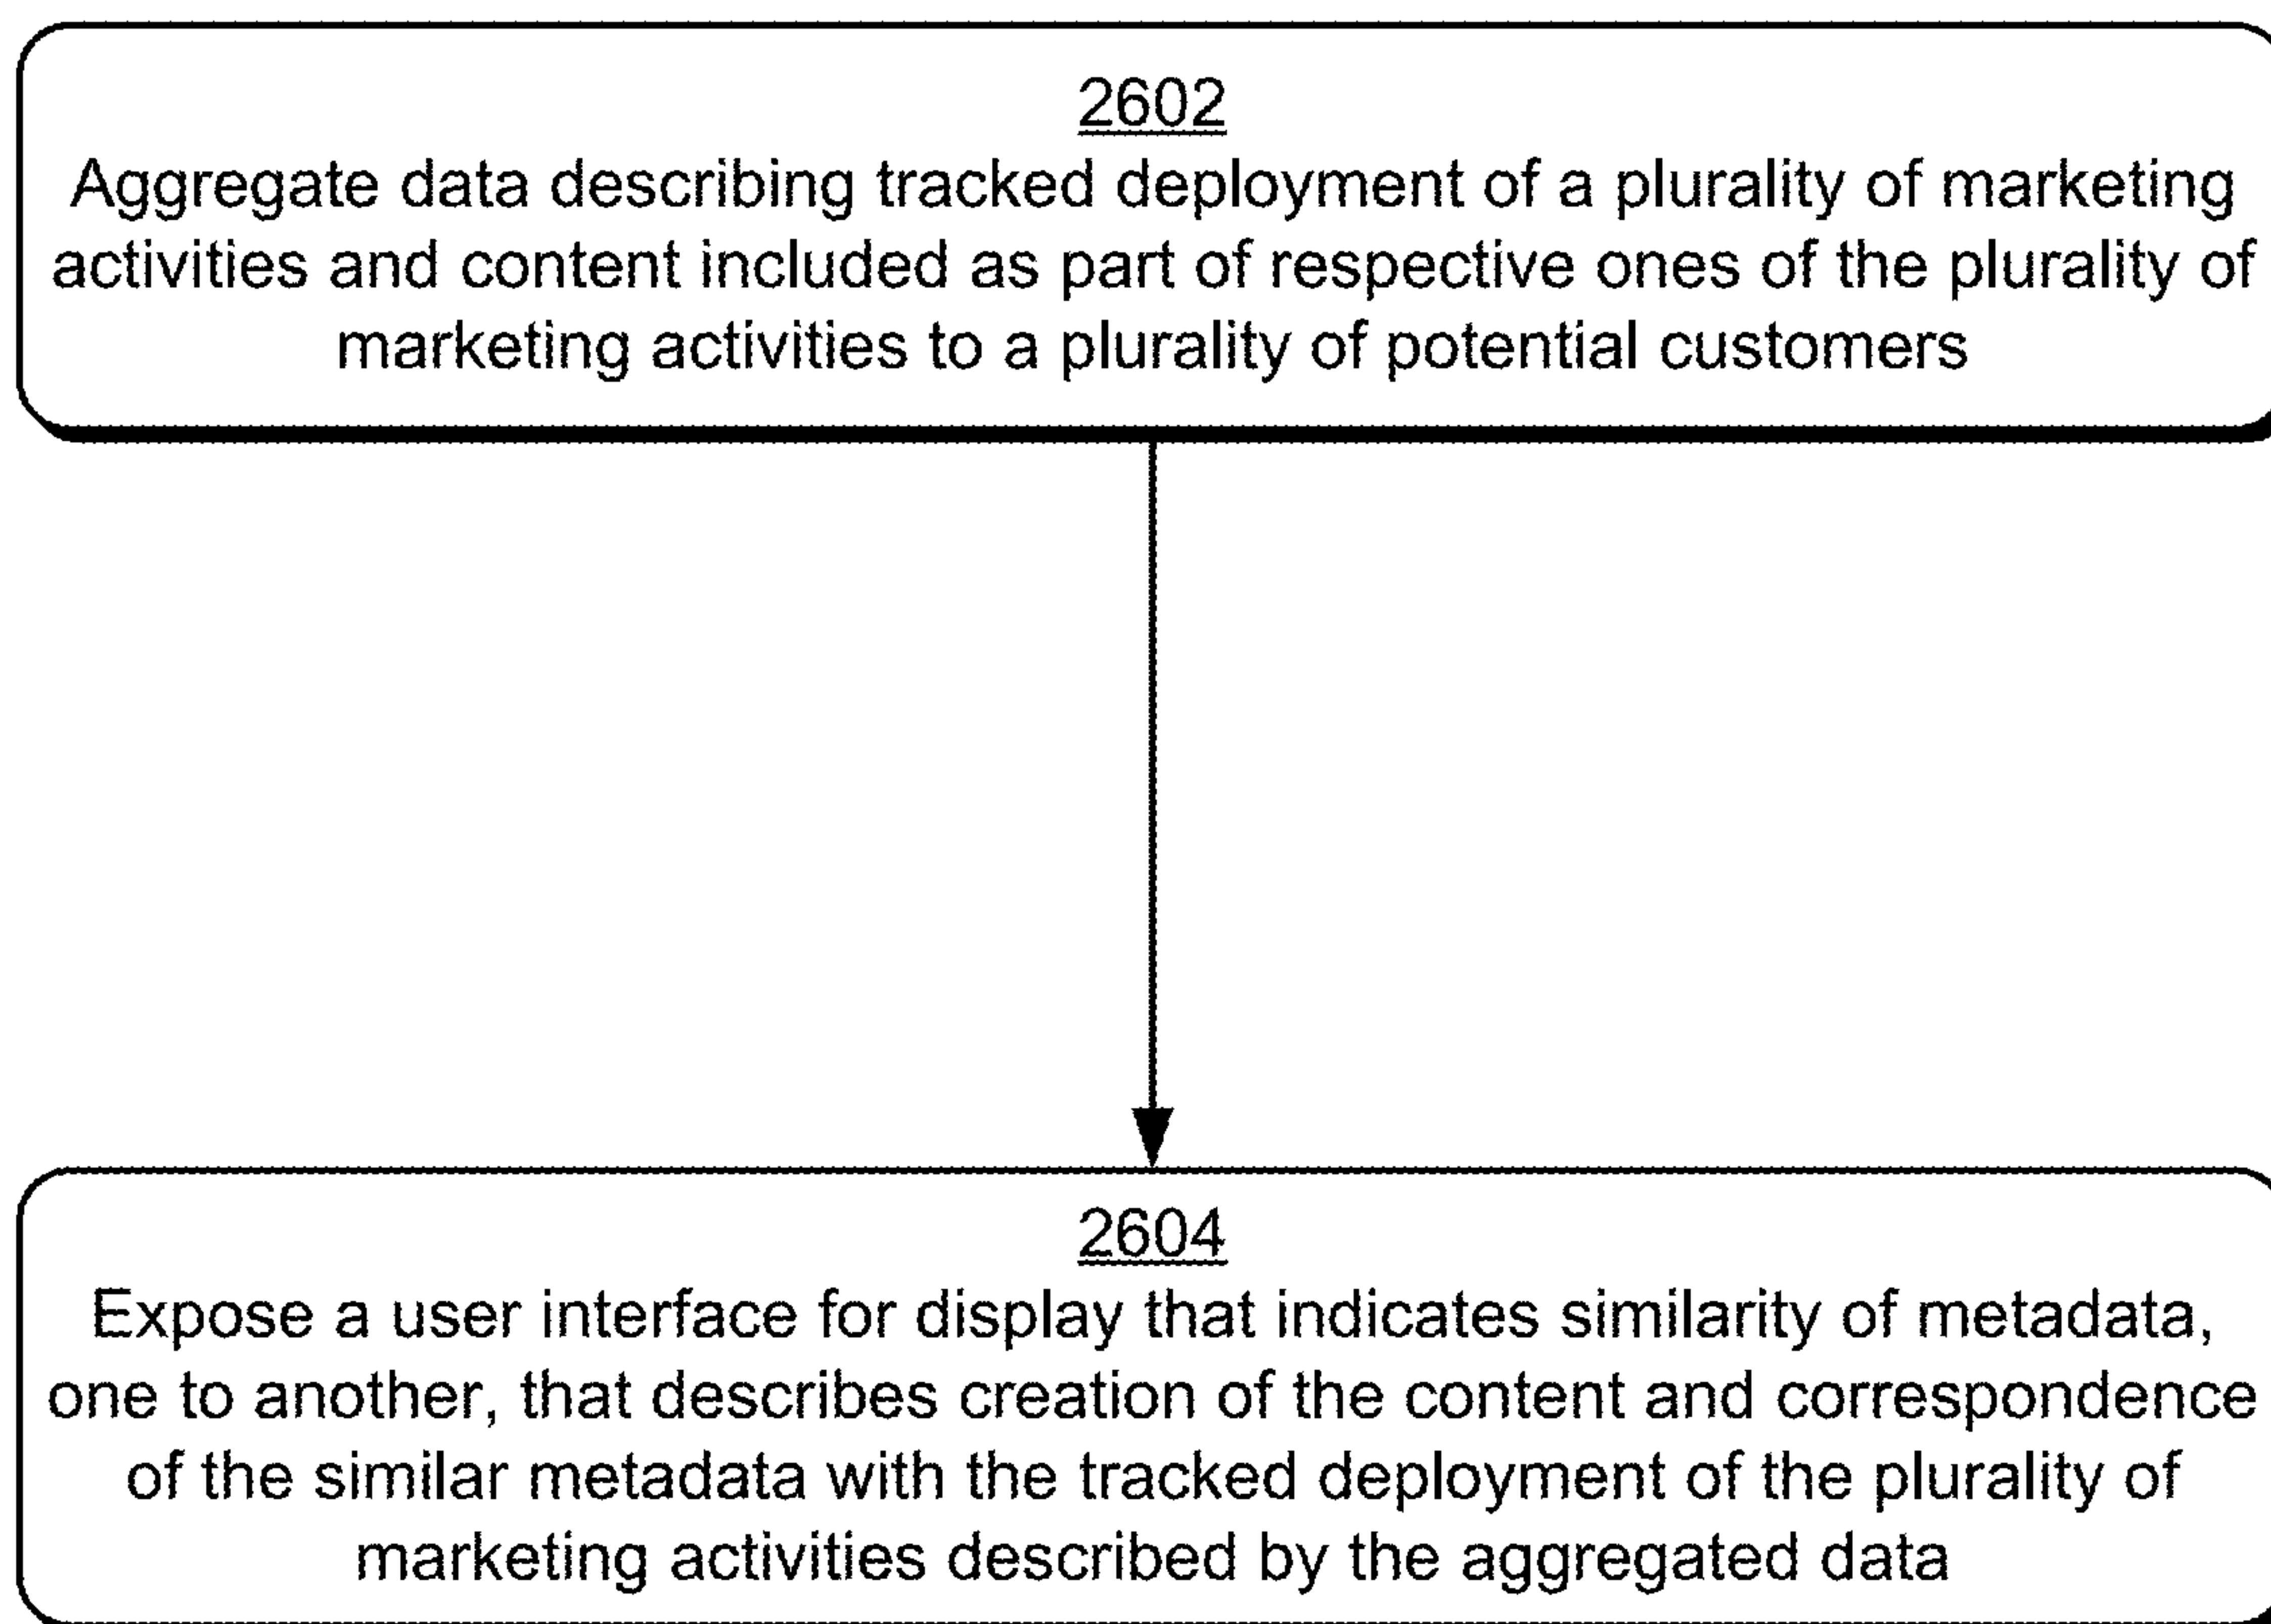 2602
Aggregate data describing tracked deployment of a plurality of marketing
activities and content included as part of respective ones of the plurality of
marketing activities to a plurality of potential customers
2604
Expose a user interface for display that indicates similarity of metadata,
one to another, that describes creation of the content and correspondence
of the similar metadata with the tracked deployment of the plurality of
marketing activities described by the aggregated data